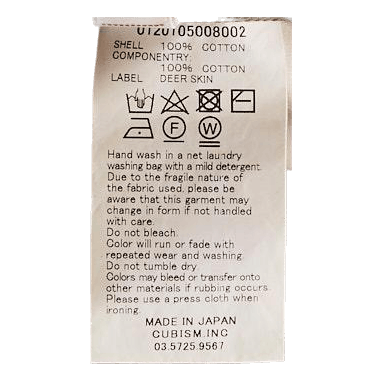 0120105008002
SHELL 100% COTTON
COMPONENTRY:
100% COTTON
LABEL DEER SKIN
F W
Hand wash in a net laundry
washing bag with a mild detergent.
Due to the fragile nature of
the fabric used, please be
aware that this garment may
change in form if not handled
with care.
Do not bleach.
Color will run or fade with
repeated wear and washing.
Do not tumble dry.
Colors may bleed or transfer onto
other materials if rubbing occurs.
Please use a press cloth when
ironing.
MADE IN JAPAN
CUBISM.INC
03.5725.9567